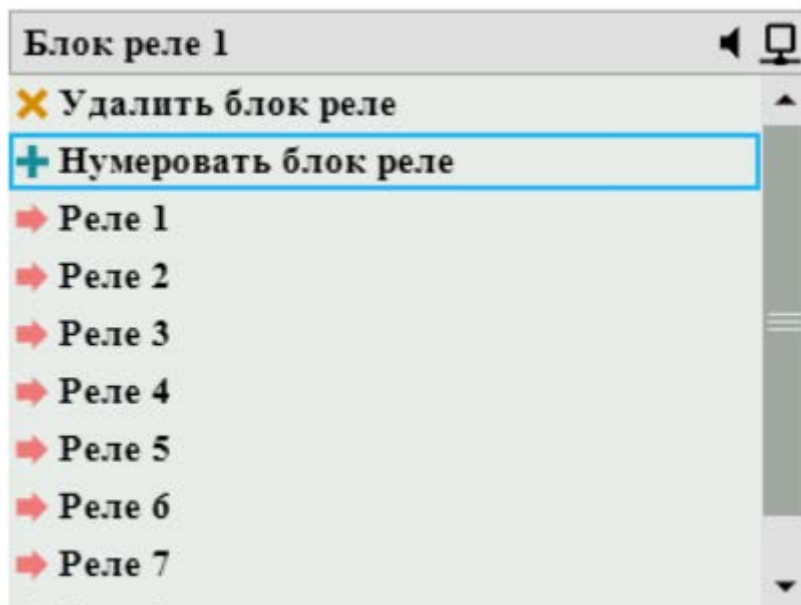 Блок реле 1
Удалить блок реле
Нумеровать блок реле
Реле 1
Реле 2
Реле 3
Реле 4
Реле 5
Реле 6
Реле 7